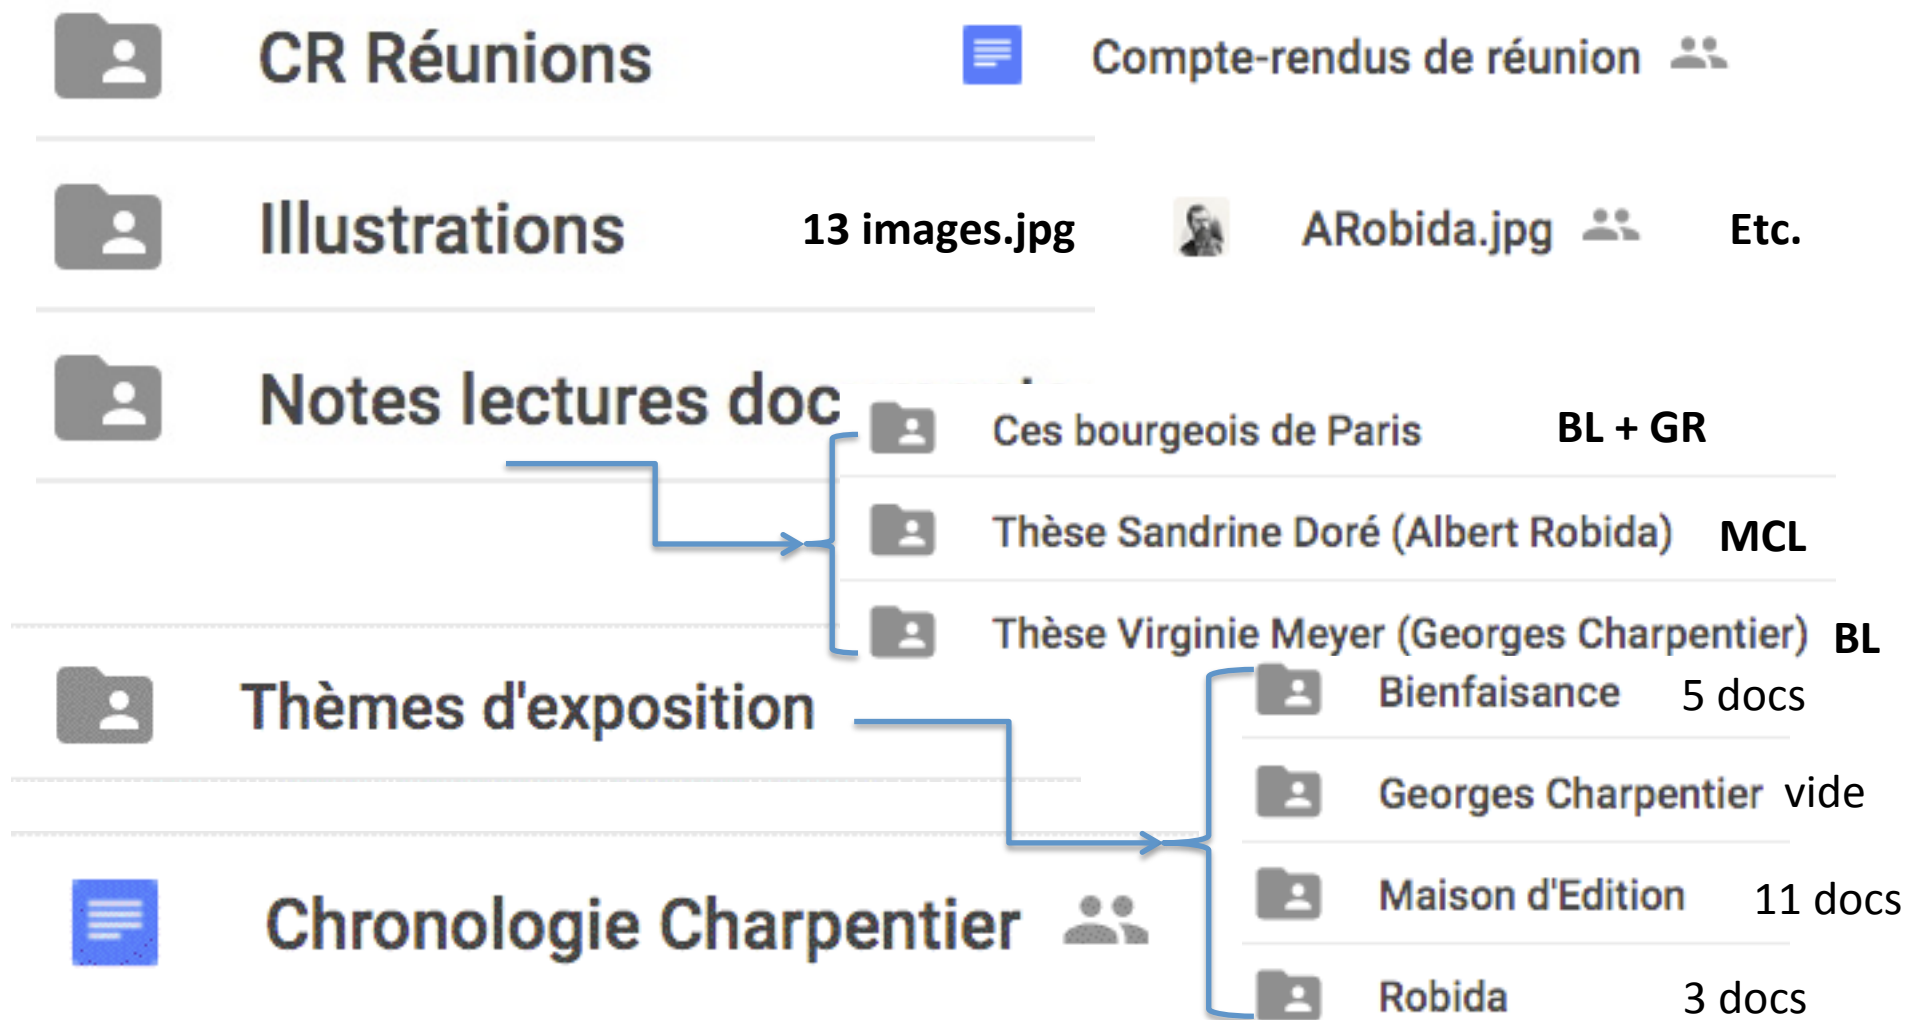 CR Réunions
Compte-rendus de réunion
Illustrations
13 images.jpg
ARobida.jpg
Etc.
Notes lectures doc
Ces bourgeois de Paris
BL + GR
Thèse Sandrine Doré (Albert Robida)
MCL
Thèse Virginie Meyer (Georges Charpentier)
BL
Thèmes d'exposition
Bienfaisance
5 docs
Georges Charpentier
vide
Maison d'Edition
11 docs
Robida
3 docs
Chronologie Charpentier